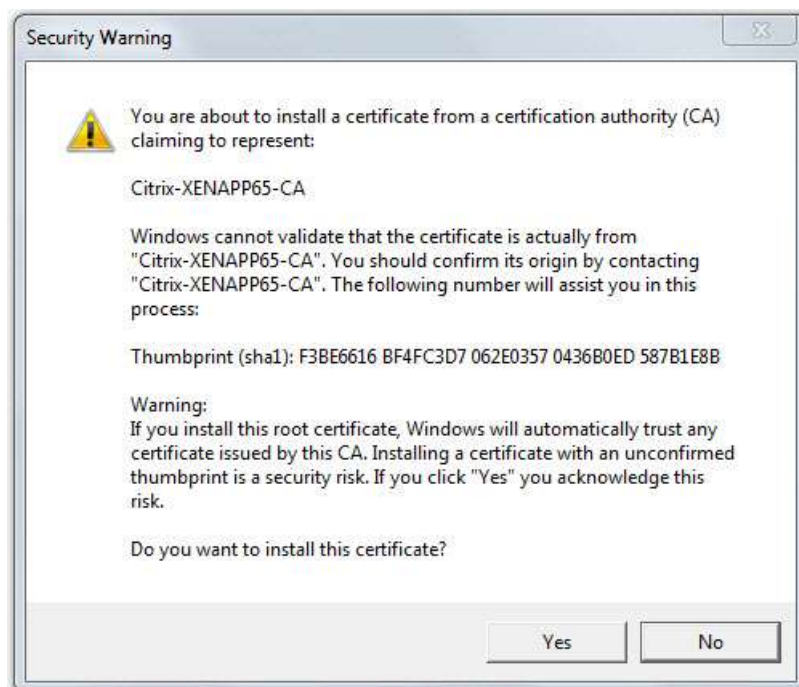 Security Warning
You are about to install a certificate from a certification authority (CA)
claiming to represent:
Citrix-XENAPP65-CA
Windows cannot validate that the certificate is actually from
"Citrix-XENAPP65-CA". You should confirm its origin by contacting
"Citrix-XENAPP65-CA". The following number will assist you in this
process:
Thumbprint (sha1): F3BE6616 BF4FC3D7 062E0357 0436B0ED 587B1E8B
Warning:
If you install this root certificate, Windows will automatically trust any
certificate issued by this CA. Installing a certificate with an unconfirmed
thumbprint is a security risk. If you click "Yes" you acknowledge this
risk.
Do you want to install this certificate?
Yes
No